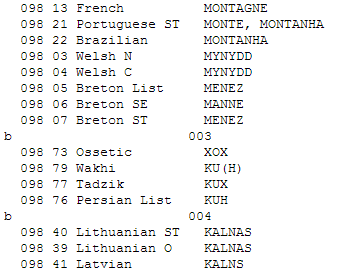 098 13 French MONTAGNE
098 21 Portuguese ST MONTE, MONTANHA
098 22 Brazilian MONTANHA
098 03 Welsh N MYNYDD
098 04 Welsh C MYNYDD
098 05 Breton List MENEZ
098 06 Breton SE MANNE
098 07 Breton ST MENEZ
b 003
098 73 Ossetic XOX
098 79 Wakhi KU(H)
098 77 Tadzik KUX
098 76 Persian List KUH
b 004
098 40 Lithuanian ST KALNAS
098 39 Lithuanian O KALNAS
098 41 Latvian KALNS